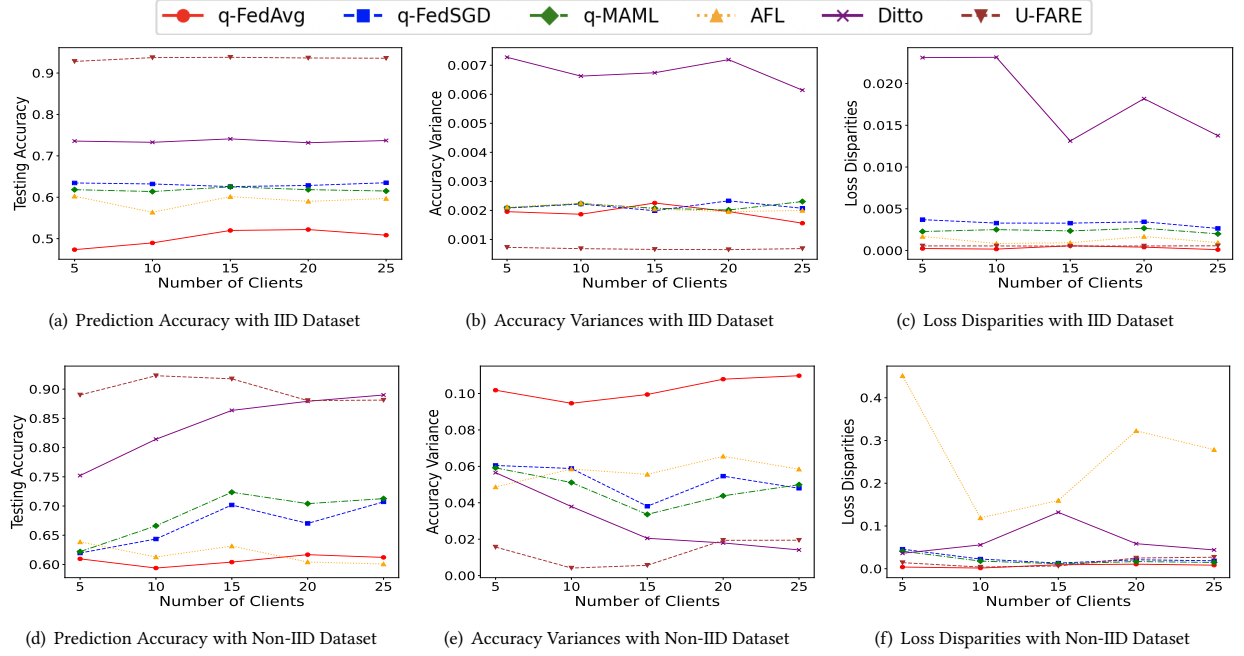 q-FedAvg q-FedSGD q-MAML AFL Ditto U-FARE
Testing Accuracy
0.9
0.8
0.7
0.6
0.5
5 10 15 20 25
Number of Clients
(a) Prediction Accuracy with IID Dataset
Accuracy Variance
0.007
0.006
0.005
0.004
0.003
0.002
0.001
5 10 15 20 25
Number of Clients
(b) Accuracy Variances with IID Dataset
Loss Disparities
0.020
0.015
0.010
0.005
0.000
5 10 15 20 25
Number of Clients
(c) Loss Disparities with IID Dataset
Testing Accuracy
0.90
0.85
0.80
0.75
0.70
0.65
0.60
5 10 15 20 25
Number of Clients
(d) Prediction Accuracy with Non-IID Dataset
Accuracy Variance
0.10
0.08
0.06
0.04
0.02
0.00
5 10 15 20 25
Number of Clients
(e) Accuracy Variances with Non-IID Dataset
Loss Disparities
0.4
0.3
0.2
0.1
0.0
5 10 15 20 25
Number of Clients
(f) Loss Disparities with Non-IID Dataset